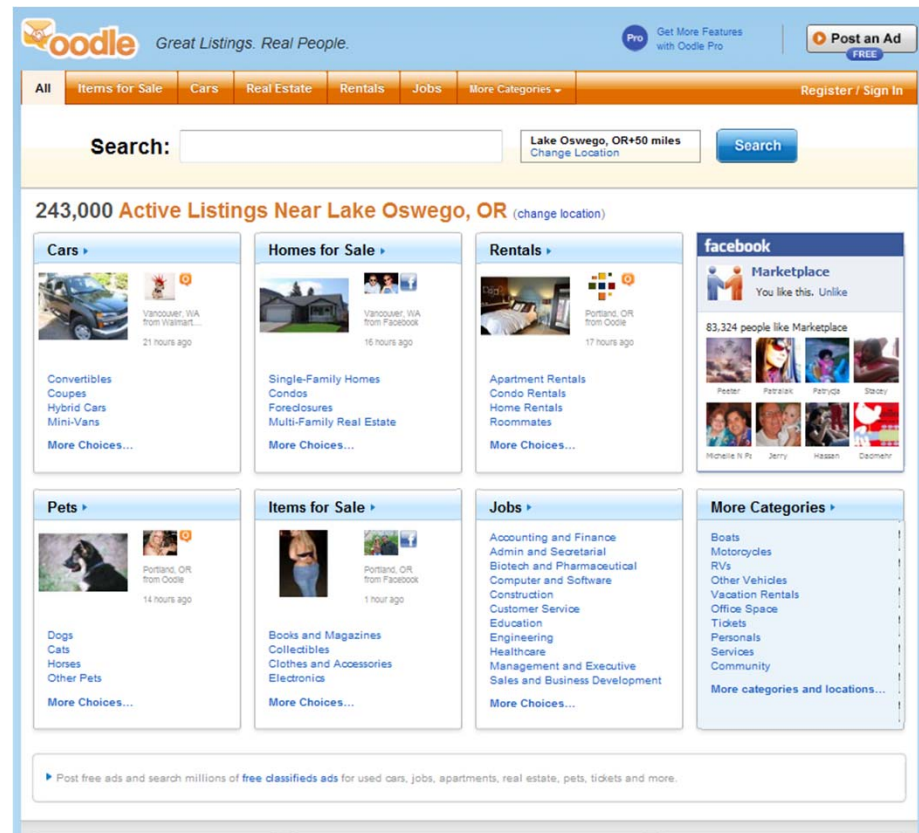 oodle
Great Listings. Real People.
Pro
Get More Features
with Oodle Pro
Post an Ad
FREE
All
Items for Sale
Cars
Real Estate
Rentals
Jobs
More Categories
Register / Sign In
Search:
Lake Oswego, OR+50 miles
Change Location
Search
243,000 Active Listings Near Lake Oswego, OR (change location)
Cars
Vancouver, WA
from Walmart...
21 hours ago
Convertibles
Coupes
Hybrid Cars
Mini-Vans
More Choices...
Homes for Sale
Vancouver, WA
from Facebook
16 hours ago
Single-Family Homes
Condos
Foreclosures
Multi-Family Real Estate
More Choices...
Rentals
Portland, OR
from Oodle
17 hours ago
Apartment Rentals
Condo Rentals
Home Rentals
Roommates
More Choices...
facebook
Marketplace
You like this. Unlike
83,324 people like Marketplace
Peeter
Patralak
Patrycja
Stacey
Michelle N Pa
Jerry
Hassan
Dadmehr
Pets
Portland, OR
from Oodle
14 hours ago
Dogs
Cats
Horses
Other Pets
More Choices...
Items for Sale
Portland, OR
from Facebook
1 hour ago
Books and Magazines
Collectibles
Clothes and Accessories
Electronics
More Choices...
Jobs
Accounting and Finance
Admin and Secretarial
Biotech and Pharmaceutical
Computer and Software
Construction
Customer Service
Education
Engineering
Healthcare
Management and Executive
Sales and Business Development
More Choices...
More Categories
Boats
Motorcycles
RVs
Other Vehicles
Vacation Rentals
Office Space
Tickets
Personals
Services
Community
More categories and locations...
Post free ads and search millions of free classifieds ads for used cars, jobs, apartments, real estate, pets, tickets and more.